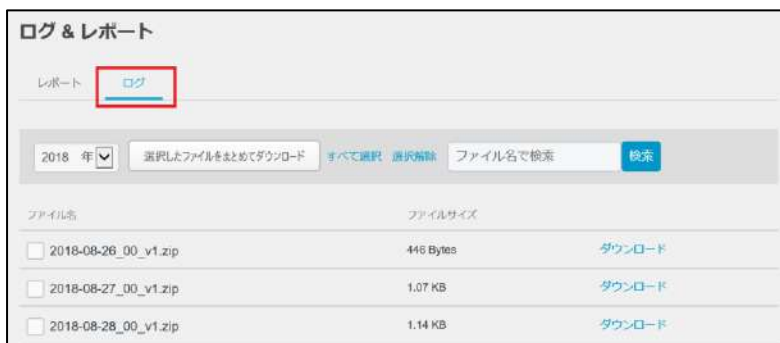 ログ & レポート
レポート ログ
2018 年 選択したファイルをまとめてダウンロード すべて選択 選択解除 ファイル名で検索 検索
ファイル名 ファイルサイズ
2018-08-26_00_v1.zip 446 Bytes ダウンロード
2018-08-27_00_v1.zip 1.07 KB ダウンロード
2018-08-28_00_v1.zip 1.14 KB ダウンロード